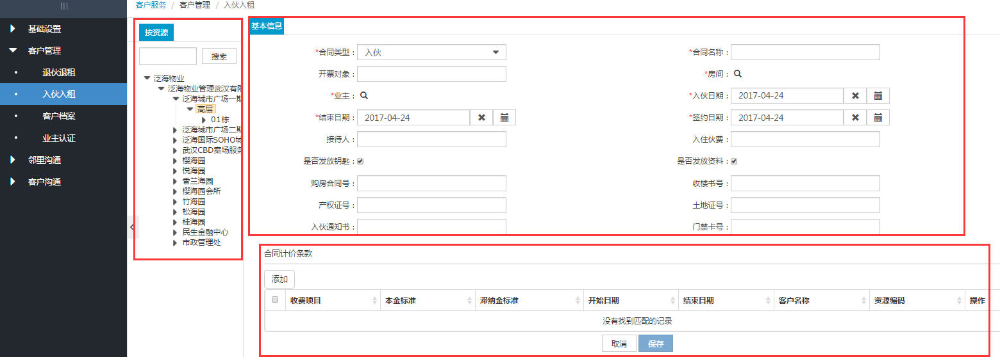 客户服务 / 客户管理 / 入伙入租
基础设置
客户管理
退伙退租
入伙入租
客户档案
业主认证
邻里沟通
客户沟通
按资源
搜索
泛海物业
泛海物业管理武汉有限
泛海城市广场一期
高层
01栋
泛海城市广场二期
泛海国际SOHO城
武汉CBD案场服务
樱海园
悦海园
香兰海园
樱海园会所
竹海园
松海园
桂海园
民生金融中心
市政管理处
基本信息
*合同类型： 入伙 *合同名称：
开票对象： *房间：
*业主： *入伙日期： 2017-04-24
*结束日期： 2017-04-24 *签约日期： 2017-04-24
接待人： 入住伙费：
是否发放钥匙： 是否发放资料：
购房合同号： 收楼书号：
产权证号： 土地证号：
入伙通知书： 门禁卡号：
合同计价条款
添加
收费项目 本金标准 滞纳金标准 开始日期 结束日期 客户名称 资源编码 操作
没有找到匹配的记录
取消 保存